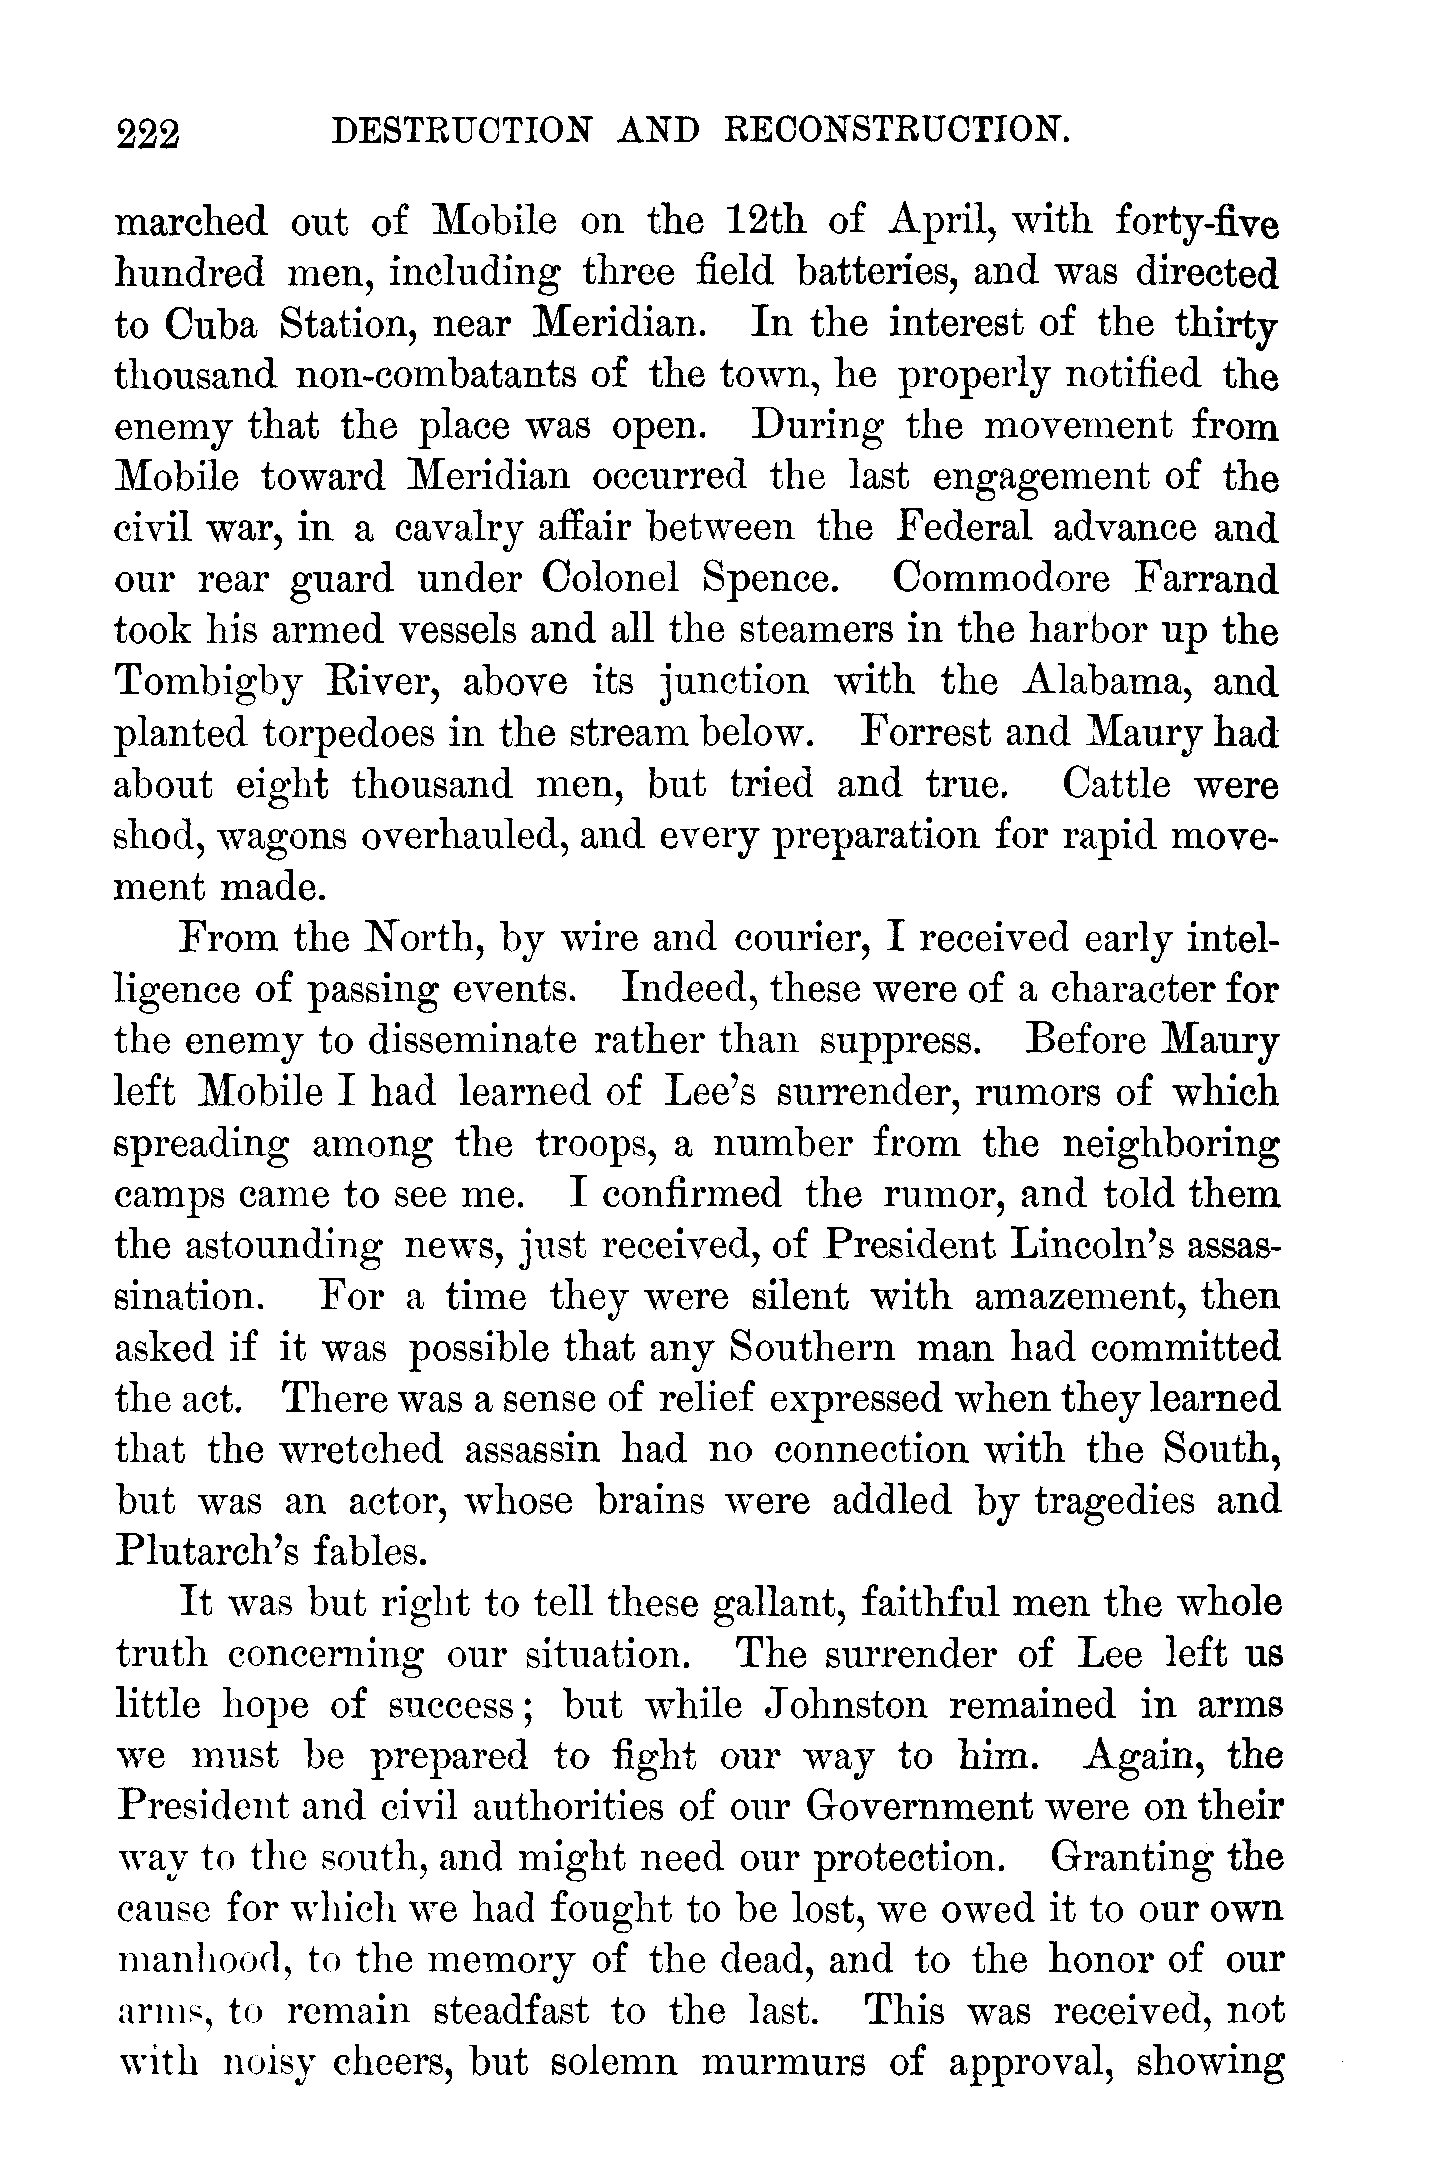 222 DESTRUCTION AND RECONSTRUCTION.
marched out of Mobile on the 12th of April, with forty-five
hundred men, including three field batteries, and was directed
to Cuba Station, near Meridian. In the interest of the thirty
thousand non-combatants of the town, he properly notified the
enemy that the place was open. During the movement from
Mobile toward Meridian occurred the last engagement of the
civil war, in a cavalry affair between the Federal advance and
our rear guard under Colonel Spence. Commodore Farrand
took his armed vessels and all the steamers in the harbor up the
Tombigby River, above its junction with the Alabama, and
planted torpedoes in the stream below. Forrest and Maury had
about eight thousand men, but tried and true. Cattle were
shod, wagons overhauled, and every preparation for rapid move-
ment made.
From the North, by wire and courier, I received early intel-
ligence of passing events. Indeed, these were of a character for
the enemy to disseminate rather than suppress. Before Maury
left Mobile I had learned of Lee's surrender, rumors of which
spreading among the troops, a number from the neighboring
camps came to see me. I confirmed the rumor, and told them
the astounding news, just received, of President Lincoln's assas-
sination. For a time they were silent with amazement, then
asked if it was possible that any Southern man had committed
the act. There was a sense of relief expressed when they learned
that the wretched assassin had no connection with the South,
but was an actor, whose brains were addled by tragedies and
Plutarch's fables.
It was but right to tell these gallant, faithful men the whole
truth concerning our situation. The surrender of Lee left us
little hope of success; but while Johnston remained in arms
we must be prepared to fight our way to him. Again, the
President and civil authorities of our Government were on their
way to the south, and might need our protection. Granting the
cause for which we had fought to be lost, we owed it to our own
manhood, to the memory of the dead, and to the honor of our
arms, to remain steadfast to the last. This was received, not
with noisy cheers, but solemn murmurs of approval, showing